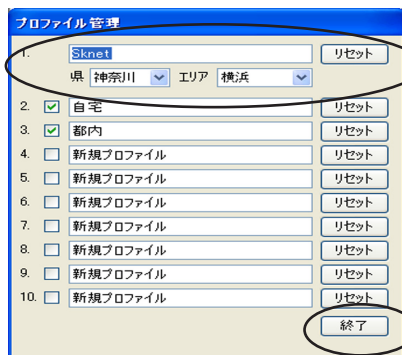 プロファイル管理
1. Sknet リセット
県 神奈川 エリア 横浜
2. 自宅 リセット
3. 都内 リセット
4. 新規プロファイル リセット
5. 新規プロファイル リセット
6. 新規プロファイル リセット
7. 新規プロファイル リセット
8. 新規プロファイル リセット
9. 新規プロファイル リセット
10. 新規プロファイル リセット
終了